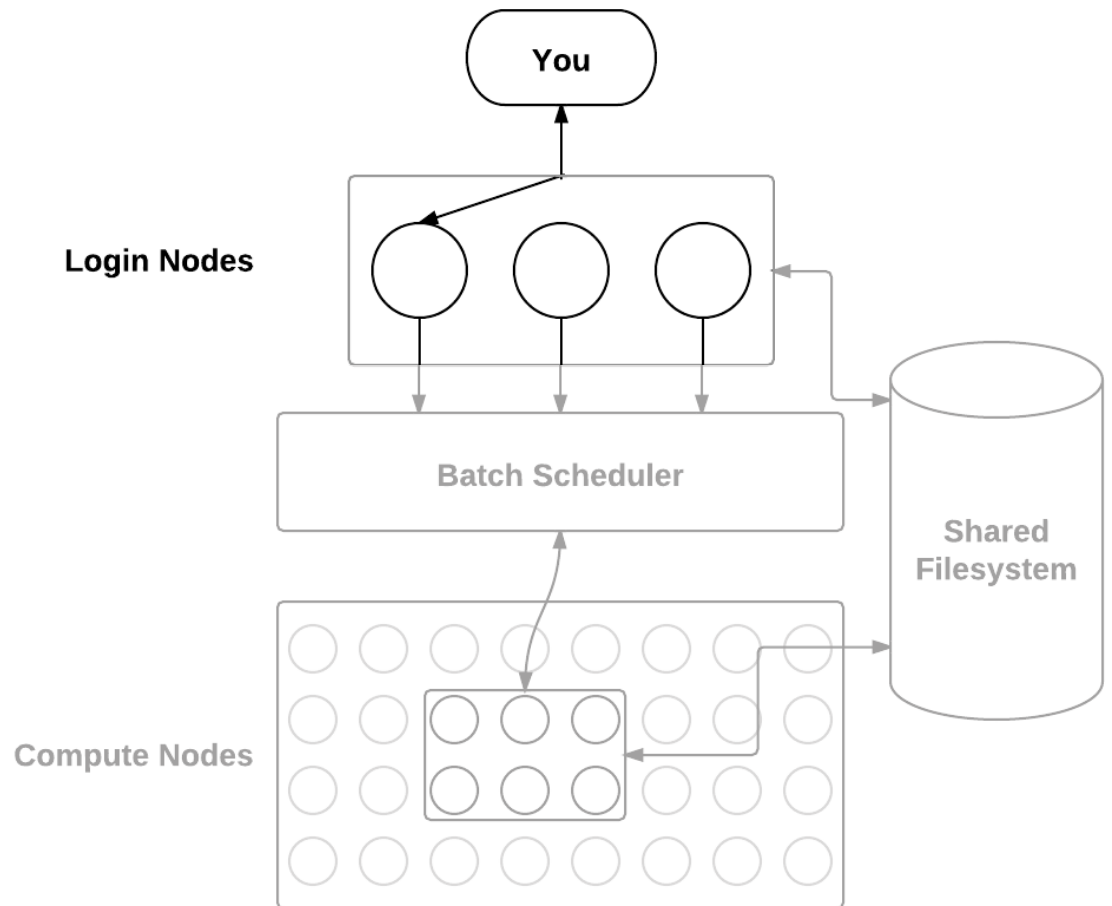 You
Login Nodes
Batch Scheduler
Shared
Filesystem
Compute Nodes